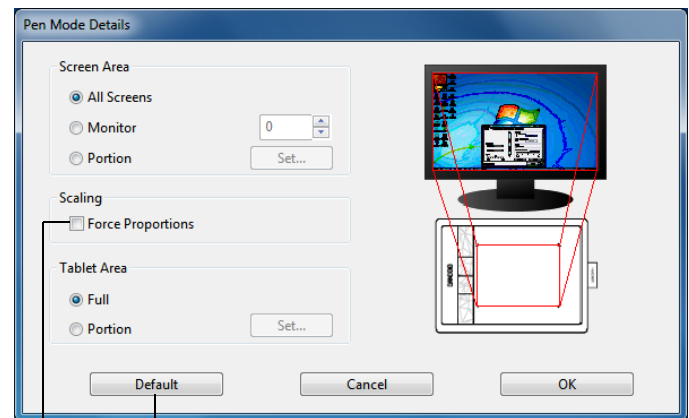 Pen Mode Details
Screen Area
All Screens
Monitor
0
Portion
Set...
Scaling
Force Proportions
Tablet Area
Full
Portion
Set...
Default
Cancel
OK